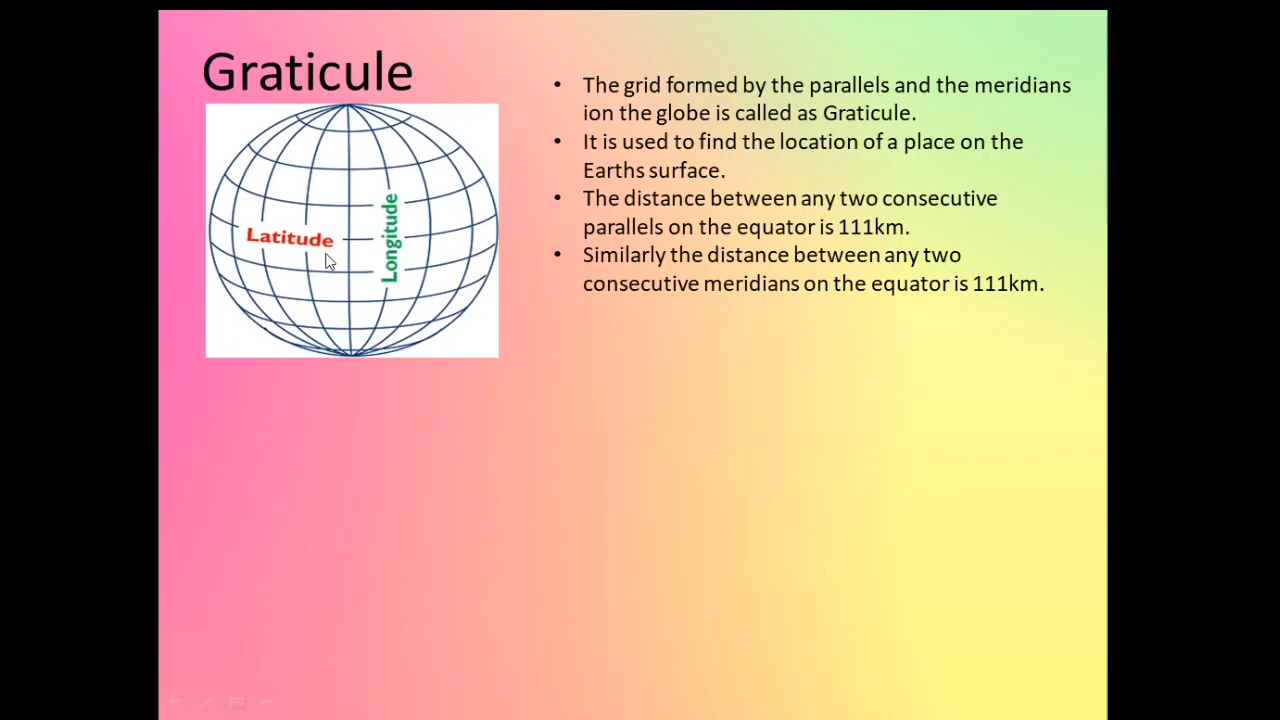 Graticule
Latitude
Longitude
• The grid formed by the parallels and the meridians
ion the globe is called as Graticule.
• It is used to find the location of a place on the
Earths surface.
• The distance between any two consecutive
parallels on the equator is 111km.
• Similarly the distance between any two
consecutive meridians on the equator is 111km.